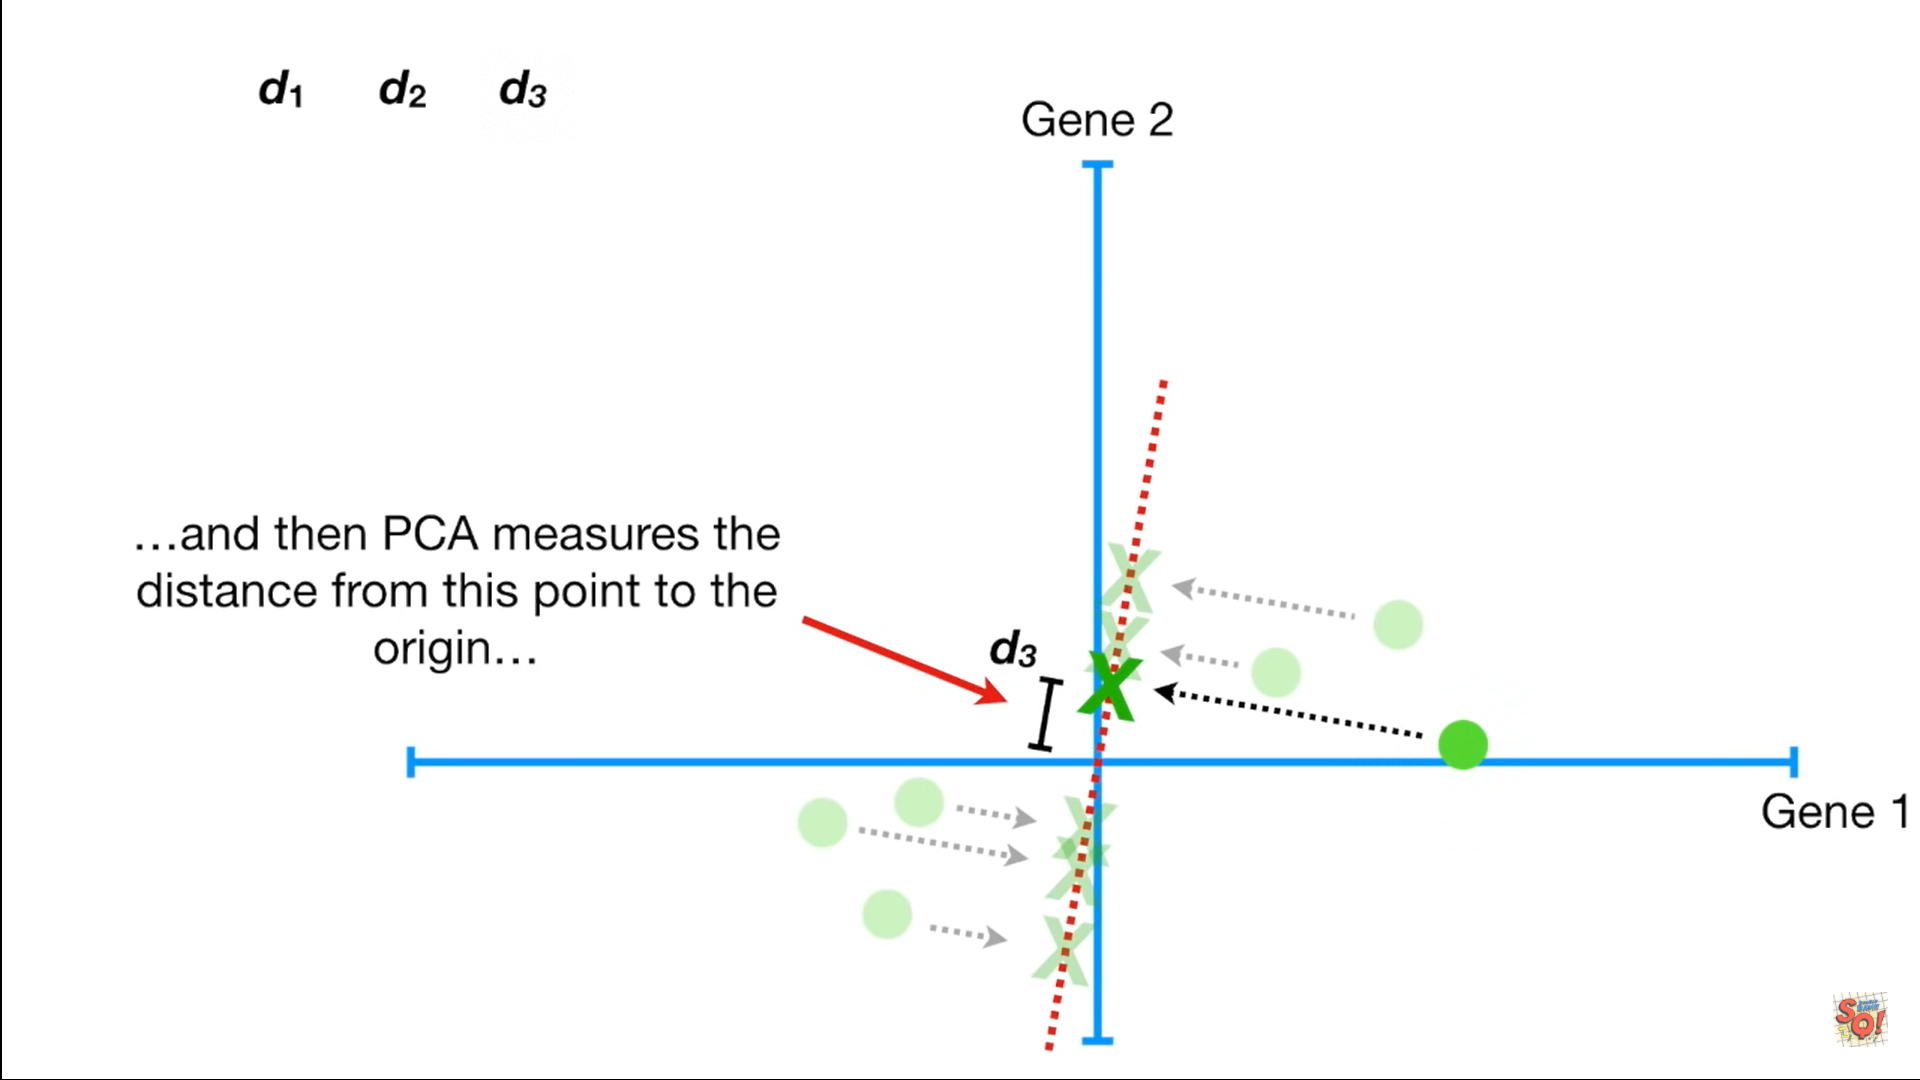 d₁ d₂ d₃
Gene 2
…and then PCA measures the
distance from this point to the
origin…
d₃
X
X
X
Gene 1
X
X
X
SQ!